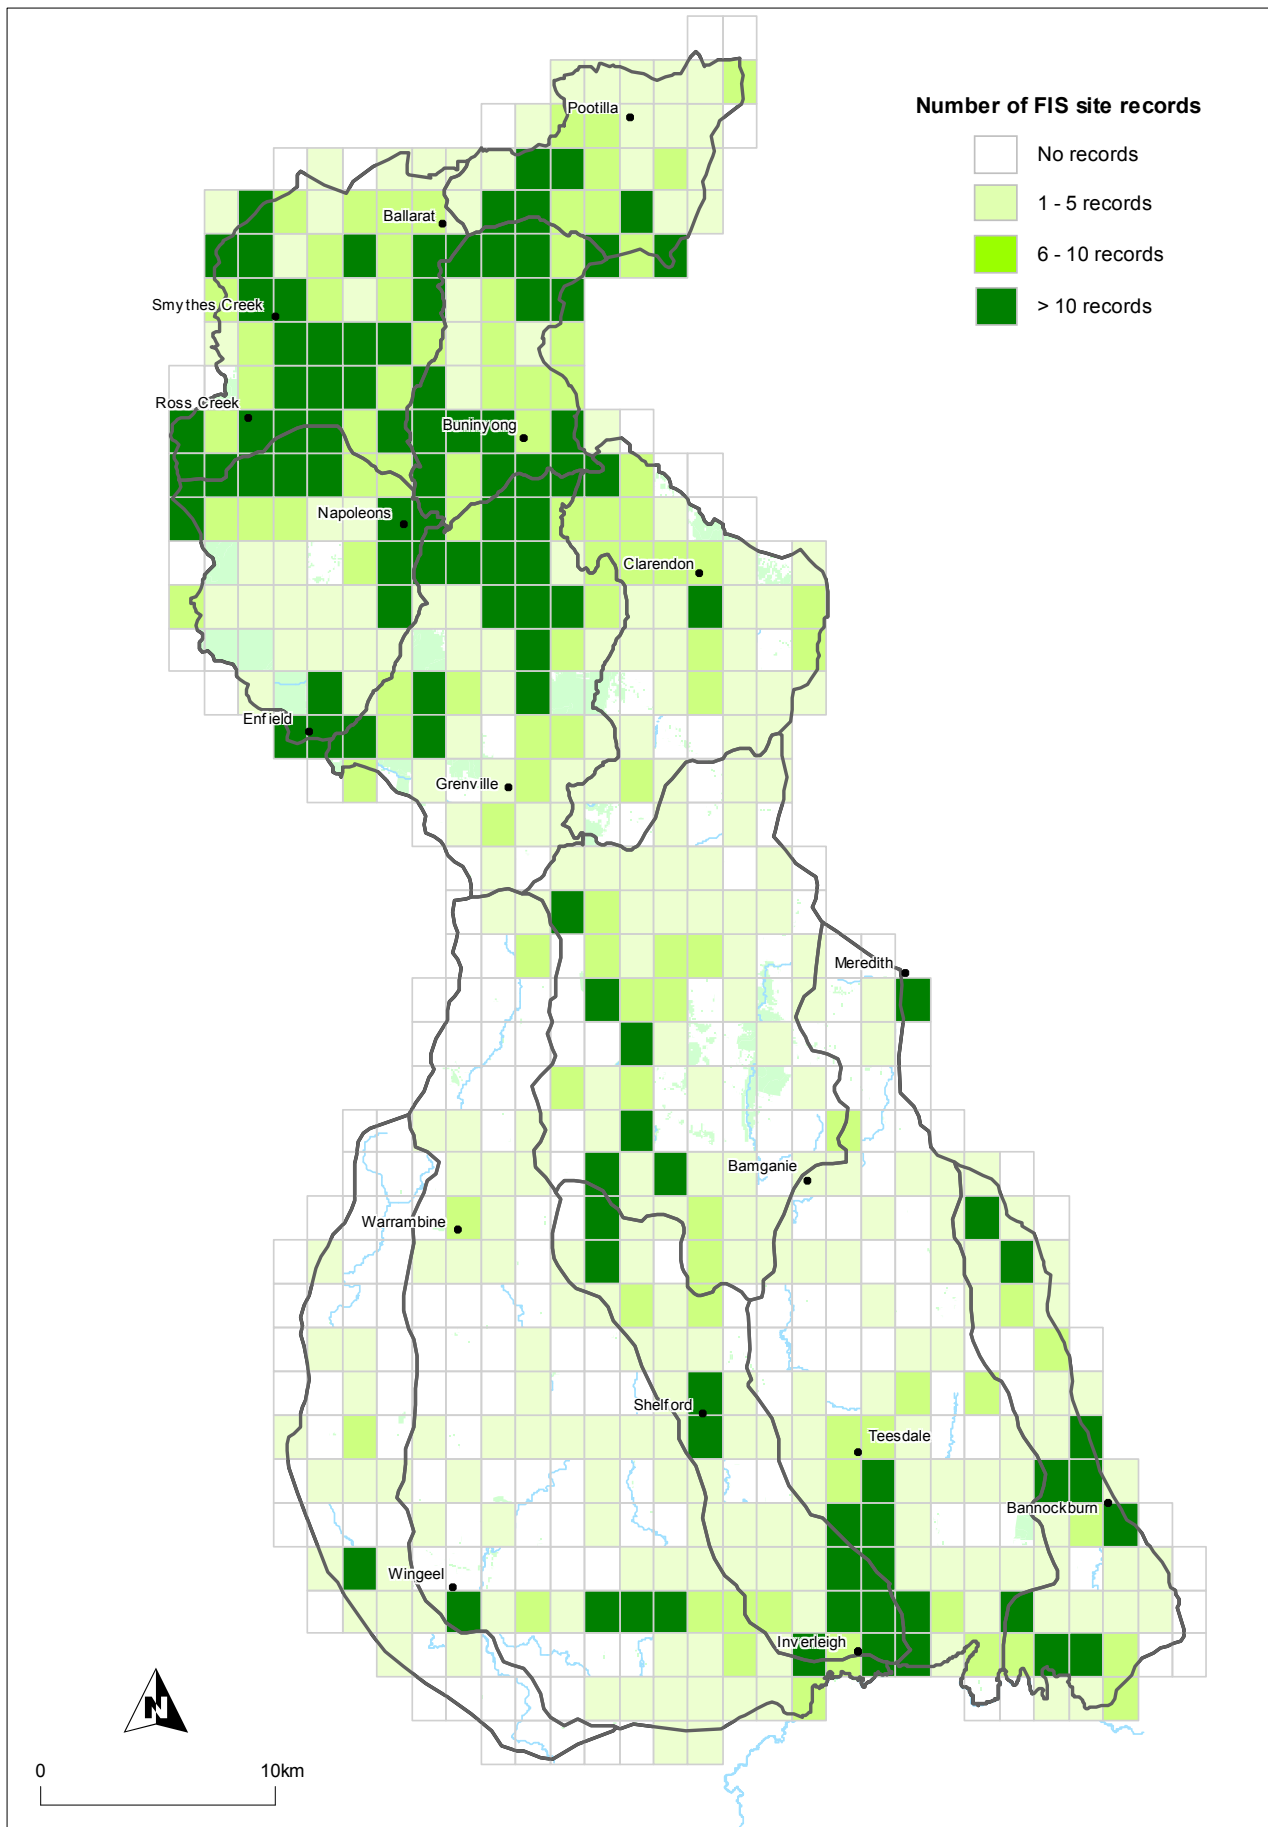 Number of FIS site records
No records
1 - 5 records
6 - 10 records
> 10 records
Pootilla
Ballarat
Smythes Creek
Ross Creek
Buninyong
Napoleons
Clarendon
Enfield
Grenville
Meredith
Bamganie
Warrambine
Shelford
Teesdale
Bannockburn
Wingeel
Inverleigh
N
0 10km